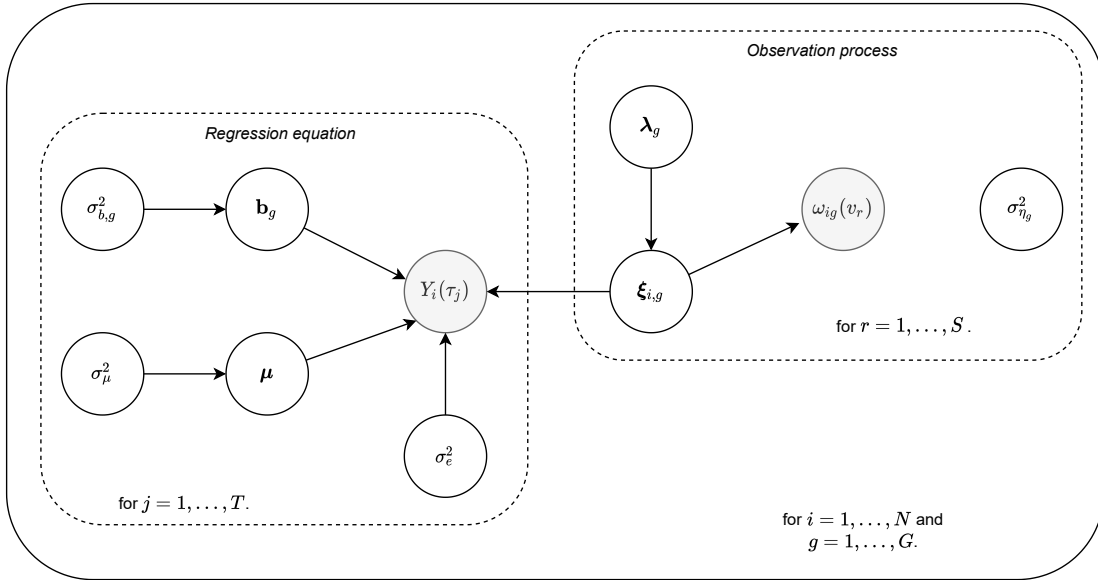 Observation process
Regression equation
λ_g
σ²_{b,g}
b_g
ω_{ig}(v_r)
σ²_{η_g}
Y_i(τ_j)
ξ_{i,g}
for r = 1, . . . , S .
σ²_μ
μ
σ²_e
for j = 1, . . . , T.
for i = 1, . . . , N and
g = 1, . . . , G.